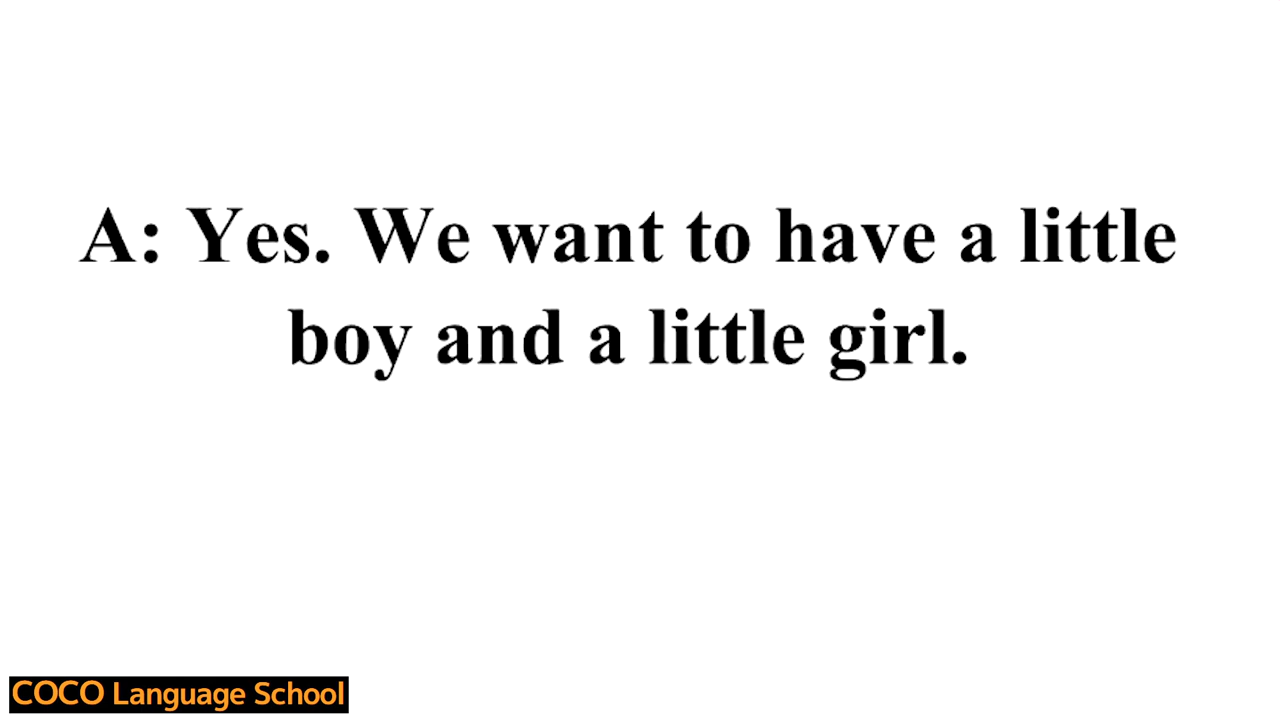 A: Yes. We want to have a little
boy and a little girl.
COCO Language School